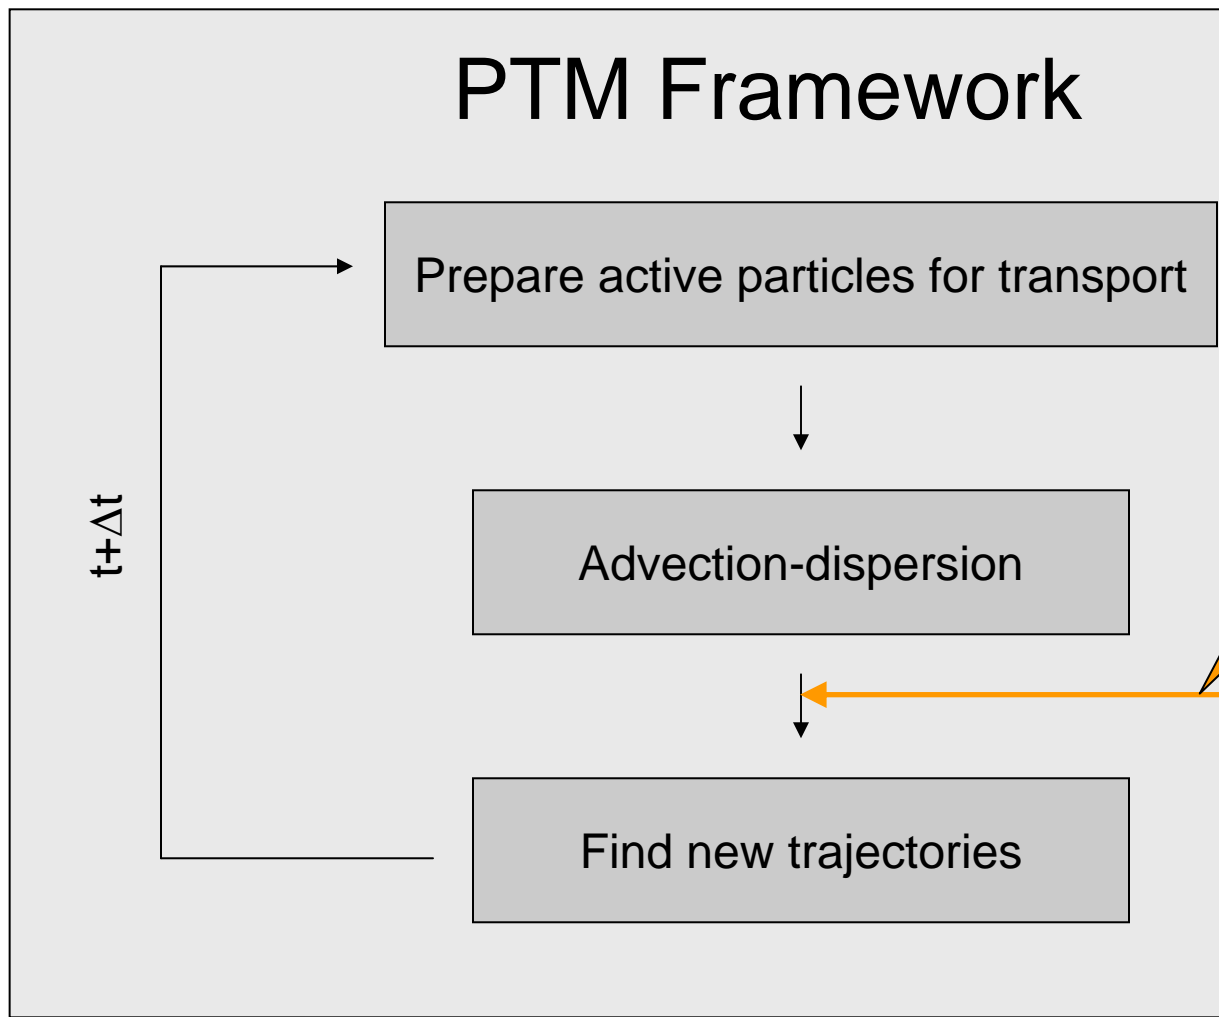 PTM Framework
Prepare active particles for transport
Advection-dispersion
t+Δt
Find new trajectories